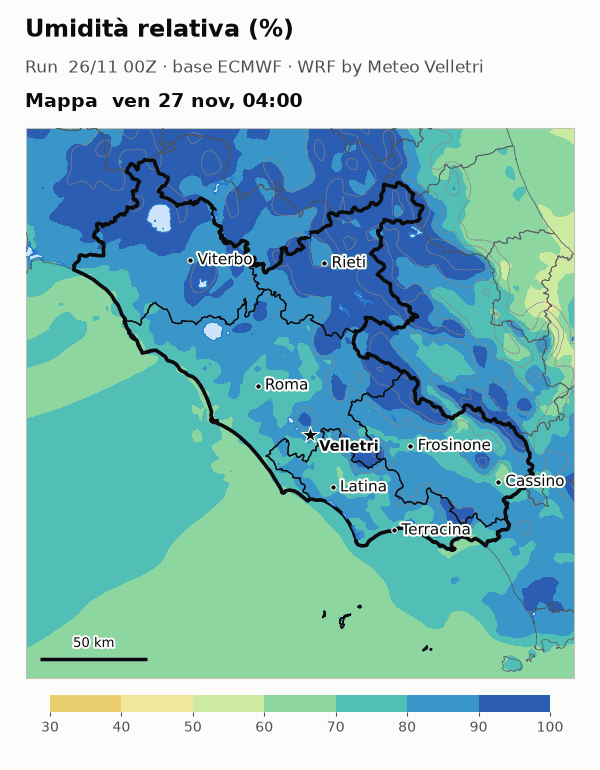 Umidità relativa (%)
Run  26/11 00Z · base ECMWF · WRF by Meteo Velletri
Mappa  ven 27 nov, 04:00
Viterbo
Rieti
Roma
Velletri
Frosinone
Cassino
Latina
Terracina
50 km
30 40 50 60 70 80 90 100